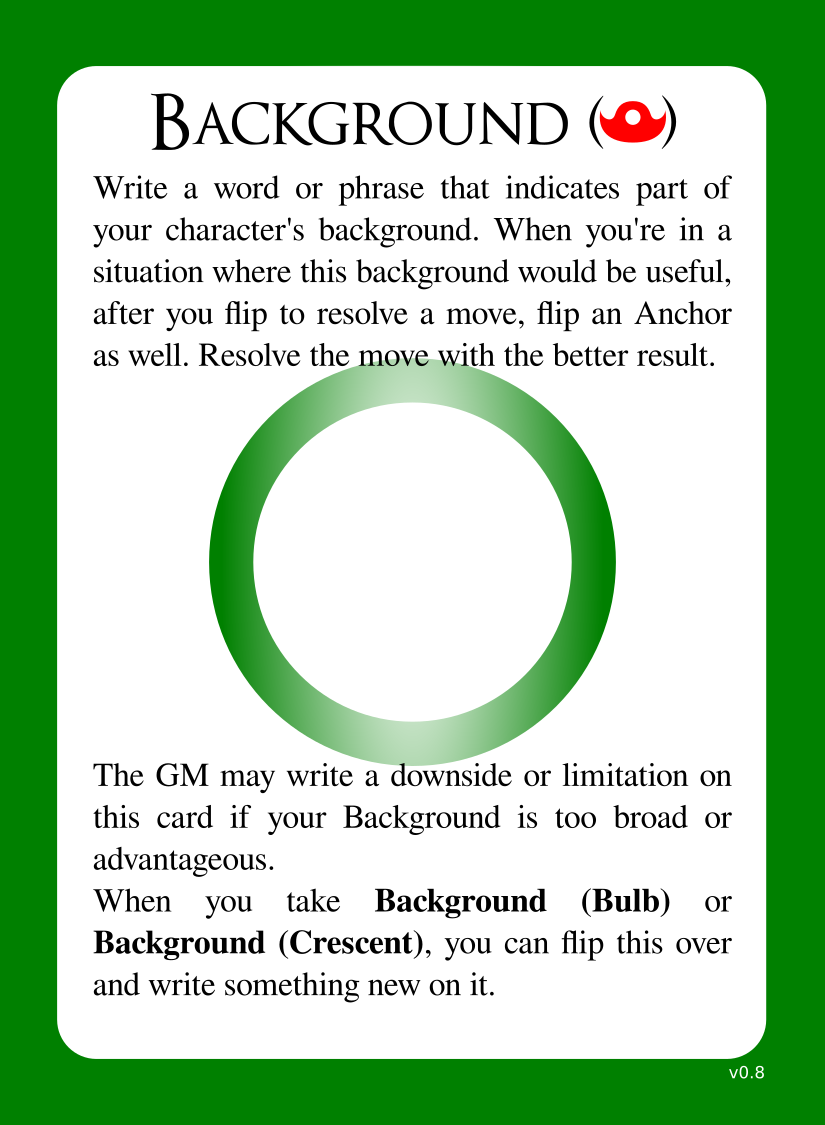 Background ()
Write a word or phrase that indicates part of
your character's background. When you're in a
situation where this background would be useful,
after you flip to resolve a move, flip an Anchor
as well. Resolve the move with the better result.
The GM may write a downside or limitation on
this card if your Background is too broad or
advantageous.
When you take Background (Bulb) or
Background (Crescent), you can flip this over
and write something new on it.
v0.8